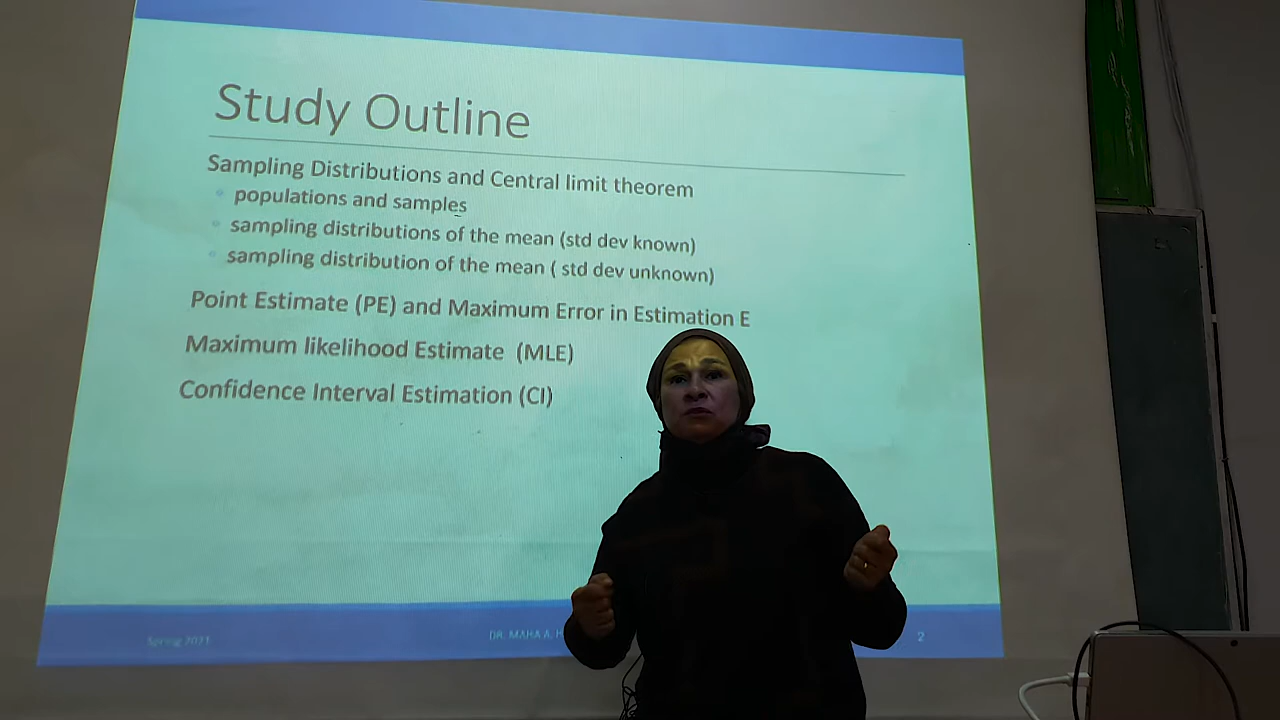 Study Outline
Sampling Distributions and Central limit theorem
populations and samples
sampling distributions of the mean (std dev known)
sampling distribution of the mean ( std dev unknown)
Point Estimate (PE) and Maximum Error in Estimation E
Maximum likelihood Estimate (MLE)
Confidence Interval Estimation (CI)
Spring 2021
DR. MAHA A.
2